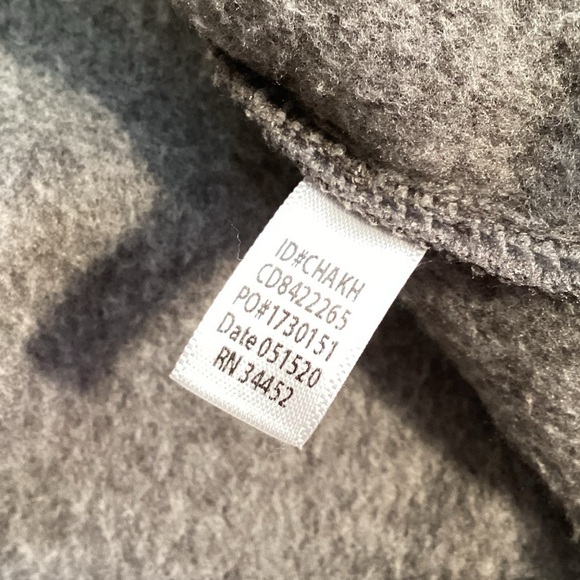 ID#CHAKH
CD8422265
PO#1730151
Date 051520
RN 34452